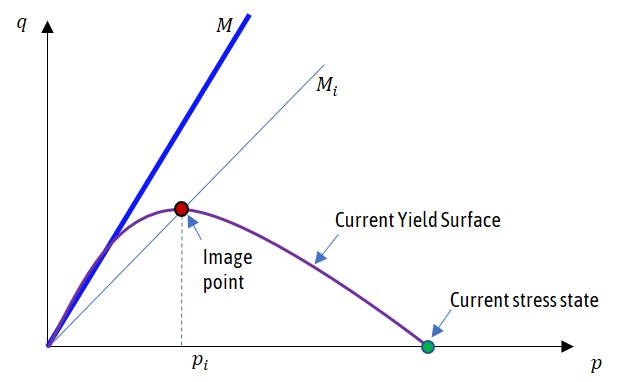 q
M
M_i
Current Yield Surface
Image
point
Current stress state
p_i
p